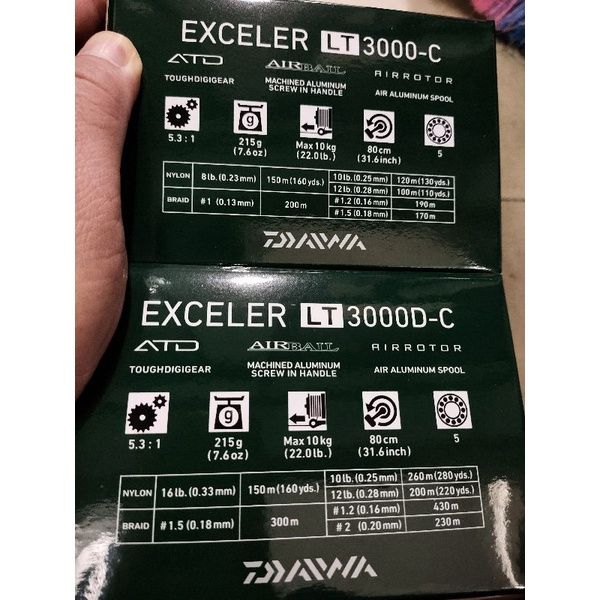 EXCELER LT 3000-C
ATD AIRBAIL AIRROTOR
TOUGHDIGIGEAR MACHINED ALUMINUM SCREW IN HANDLE AIR ALUMINUM SPOOL
g
5.3 : 1 215g (7.6oz) Max 10kg (22.0lb.) 80cm (31.6inch) 5
NYLON 8lb. (0.23mm) 150m (160yds.) 10lb. (0.25mm) 120m (130yds.)
12lb. (0.28mm) 100m (110yds.)
BRAID #1 (0.13mm) 200m #1.2 (0.16mm) 190m
#1.5 (0.18mm) 170m
DAIWA
EXCELER LT 3000D-C
ATD AIRBAIL AIRROTOR
TOUGHDIGIGEAR MACHINED ALUMINUM SCREW IN HANDLE AIR ALUMINUM SPOOL
g
5.3 : 1 215g (7.6oz) Max10kg (22.0lb.) 80cm (31.6inch) 5
NYLON 16lb. (0.33mm) 150m (160yds.) 10lb. (0.25mm) 260m (280yds.)
12lb. (0.28mm) 200m (220yds.)
BRAID #1.5 (0.18mm) 300m #1.2 (0.16mm) 430m
#2 (0.20mm) 230m
DAIWA